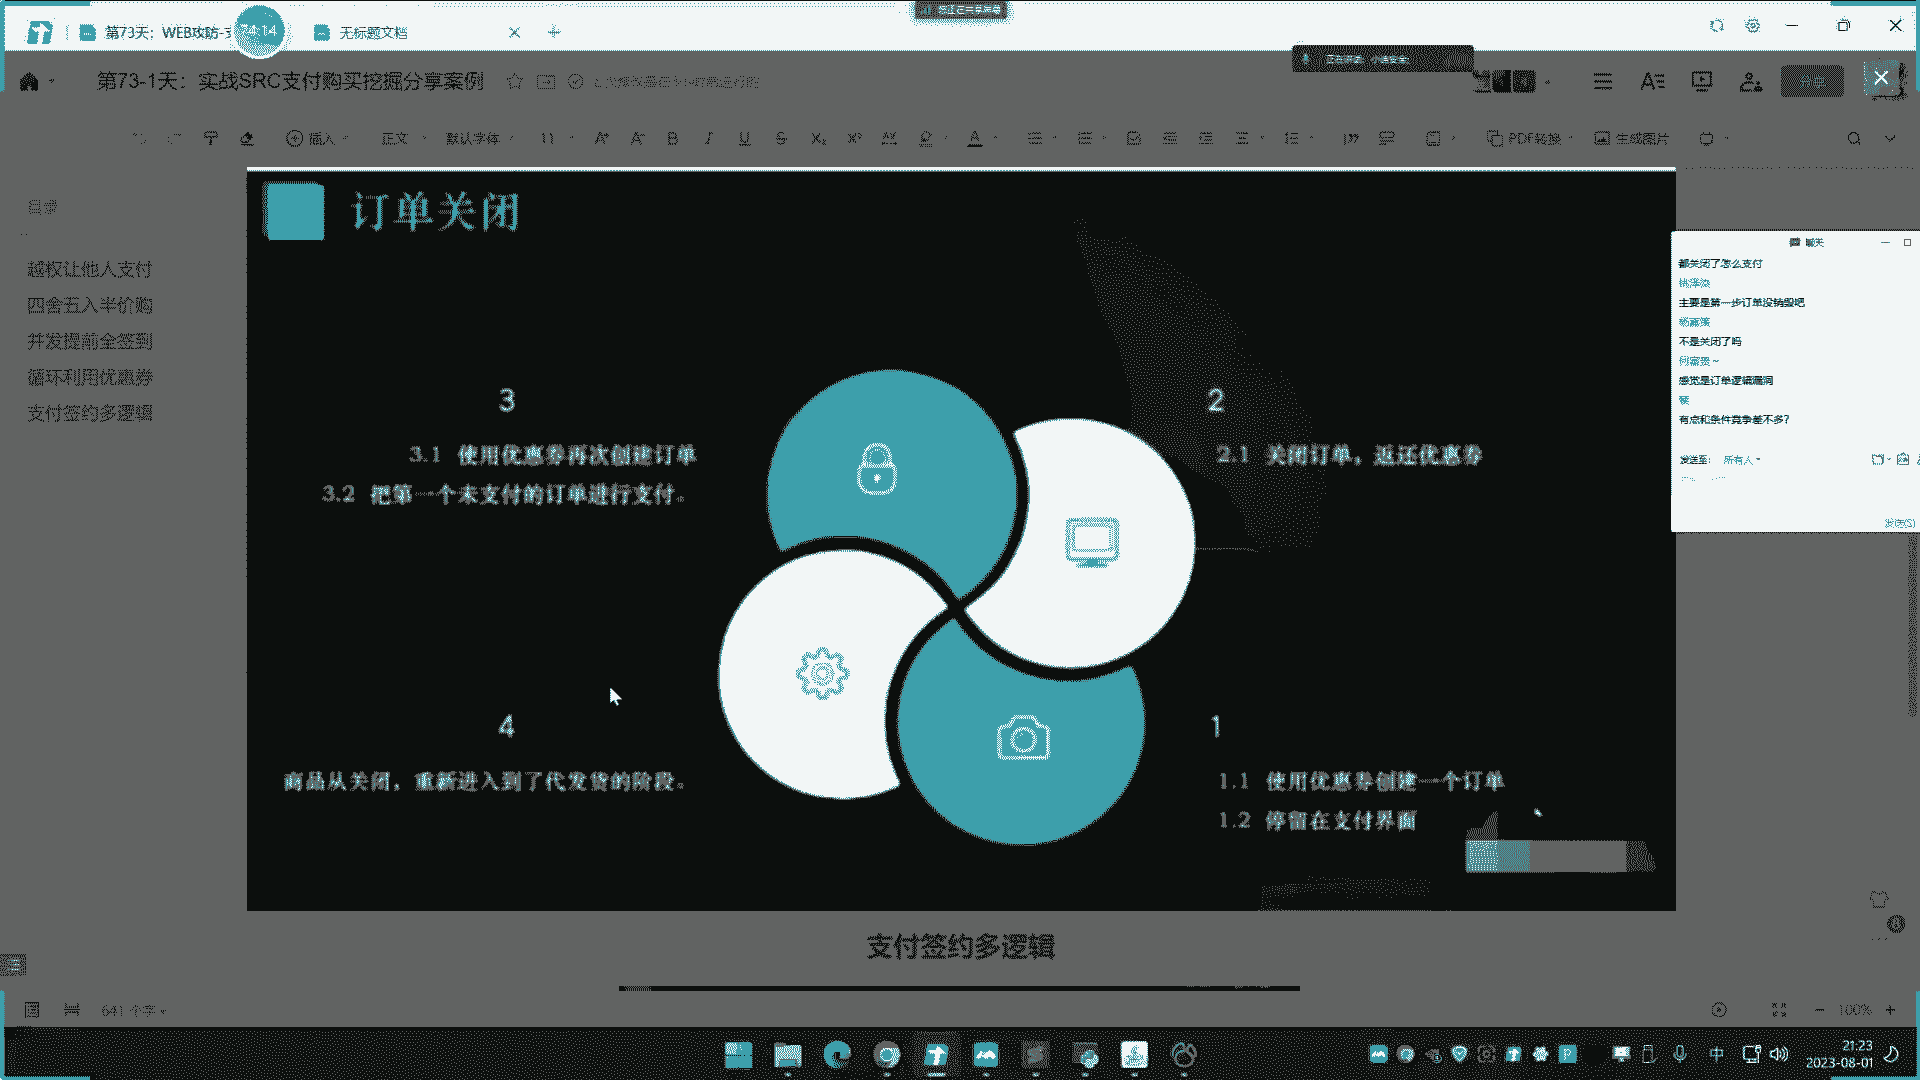 第73天：WEB攻防-支
74:14
无标题文档
第73-1天：实战SRC支付购买挖掘分享案例
插入
正文
默认字体
11
PDF转换
生成图片
目录
越权让他人支付
四舍五入半价购
并发提前全签到
循环利用优惠券
支付签约多逻辑
订单关闭
3
3.1 使用优惠券再次创建订单
3.2 把第一个未支付的订单进行支付。
2
2.1 关闭订单，返还优惠券
4
商品从关闭，重新进入到了代发货的阶段。
1
1.1 使用优惠券创建一个订单
1.2 停留在支付界面
支付签约多逻辑
聊天
都关闭了怎么支付
主要是第一步订单没销毁吧
不是关闭了吗
感觉是订单逻辑漏洞
有点和条件竞争差不多？
发送至：
所有人
发送(S)
641 个字
100%
中
21:23
2023-08-01